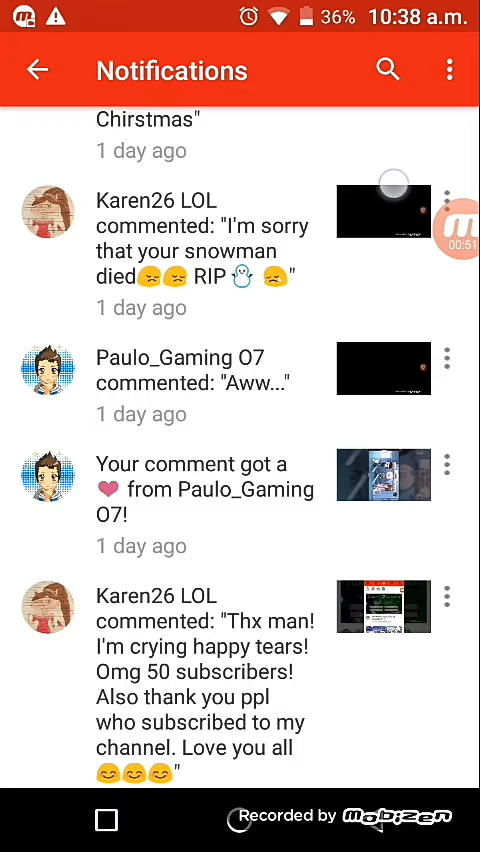 36% 10:38 a.m.
Notifications
Chirstmas"
1 day ago
Karen26 LOL
commented: "I'm sorry
that your snowman
died😞😞 RIP⛄ 😢"
1 day ago
00:51
Paulo_Gaming O7
commented: "Aww..."
1 day ago
Your comment got a
❤ from Paulo_Gaming
O7!
1 day ago
Karen26 LOL
commented: "Thx man!
I'm crying happy tears!
Omg 50 subscribers!
Also thank you ppl
who subscribed to my
channel. Love you all
😊😊😊"
Recorded by Mobizen